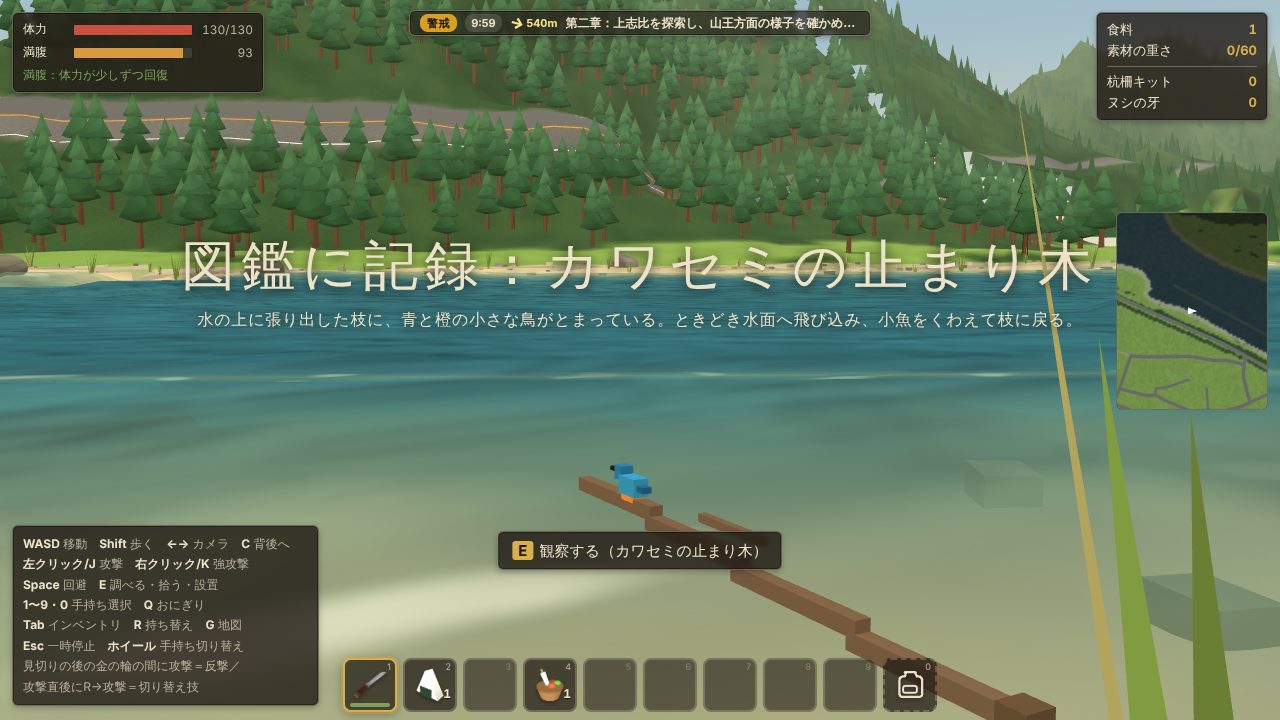 体力 130/130
満腹 93
満腹：体力が少しずつ回復
警戒 9:59 540m 第二章：上志比を探索し、山王方面の様子を確かめ…
食料 1
素材の重さ 0/60
杭柵キット 0
ヌシの牙 0
図鑑に記録：カワセミの止まり木
水の上に張り出した枝に、青と橙の小さな鳥がとまっている。ときどき水面へ飛び込み、小魚をくわえて枝に戻る。
E 観察する（カワセミの止まり木）
WASD 移動 Shift 歩く ←→ カメラ C 背後へ
左クリック/J 攻撃 右クリック/K 強攻撃
Space 回避 E 調べる・拾う・設置
1〜9・0 手持ち選択 Q おにぎり
Tab インベントリ R 持ち替え G 地図
Esc 一時停止 ホイール 手持ち切り替え
見切りの後の金の輪の間に攻撃＝反撃／
攻撃直後にR→攻撃＝切り替え技
1 2 3 4 5 6 7 8 9 0
1 1